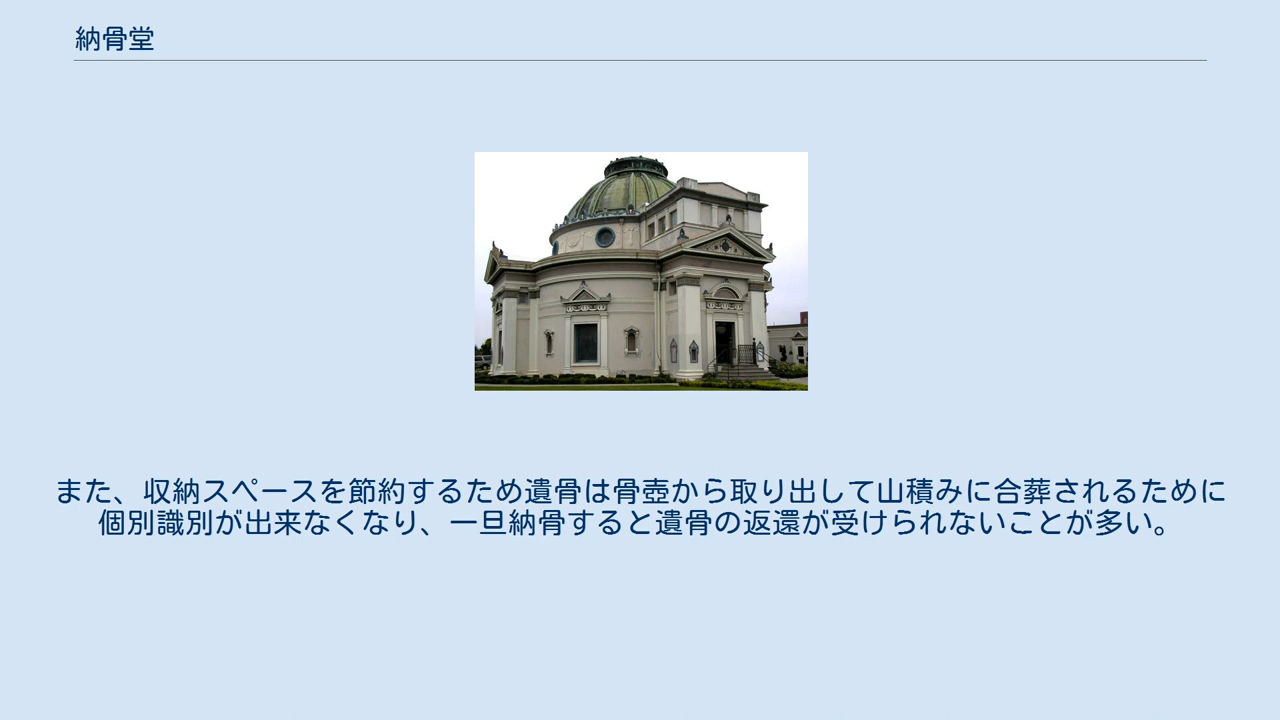 納骨堂
また、収納スペースを節約するため遺骨は骨壺から取り出して山積みに合葬されるために
個別識別が出来なくなり、一旦納骨すると遺骨の返還が受けられないことが多い。